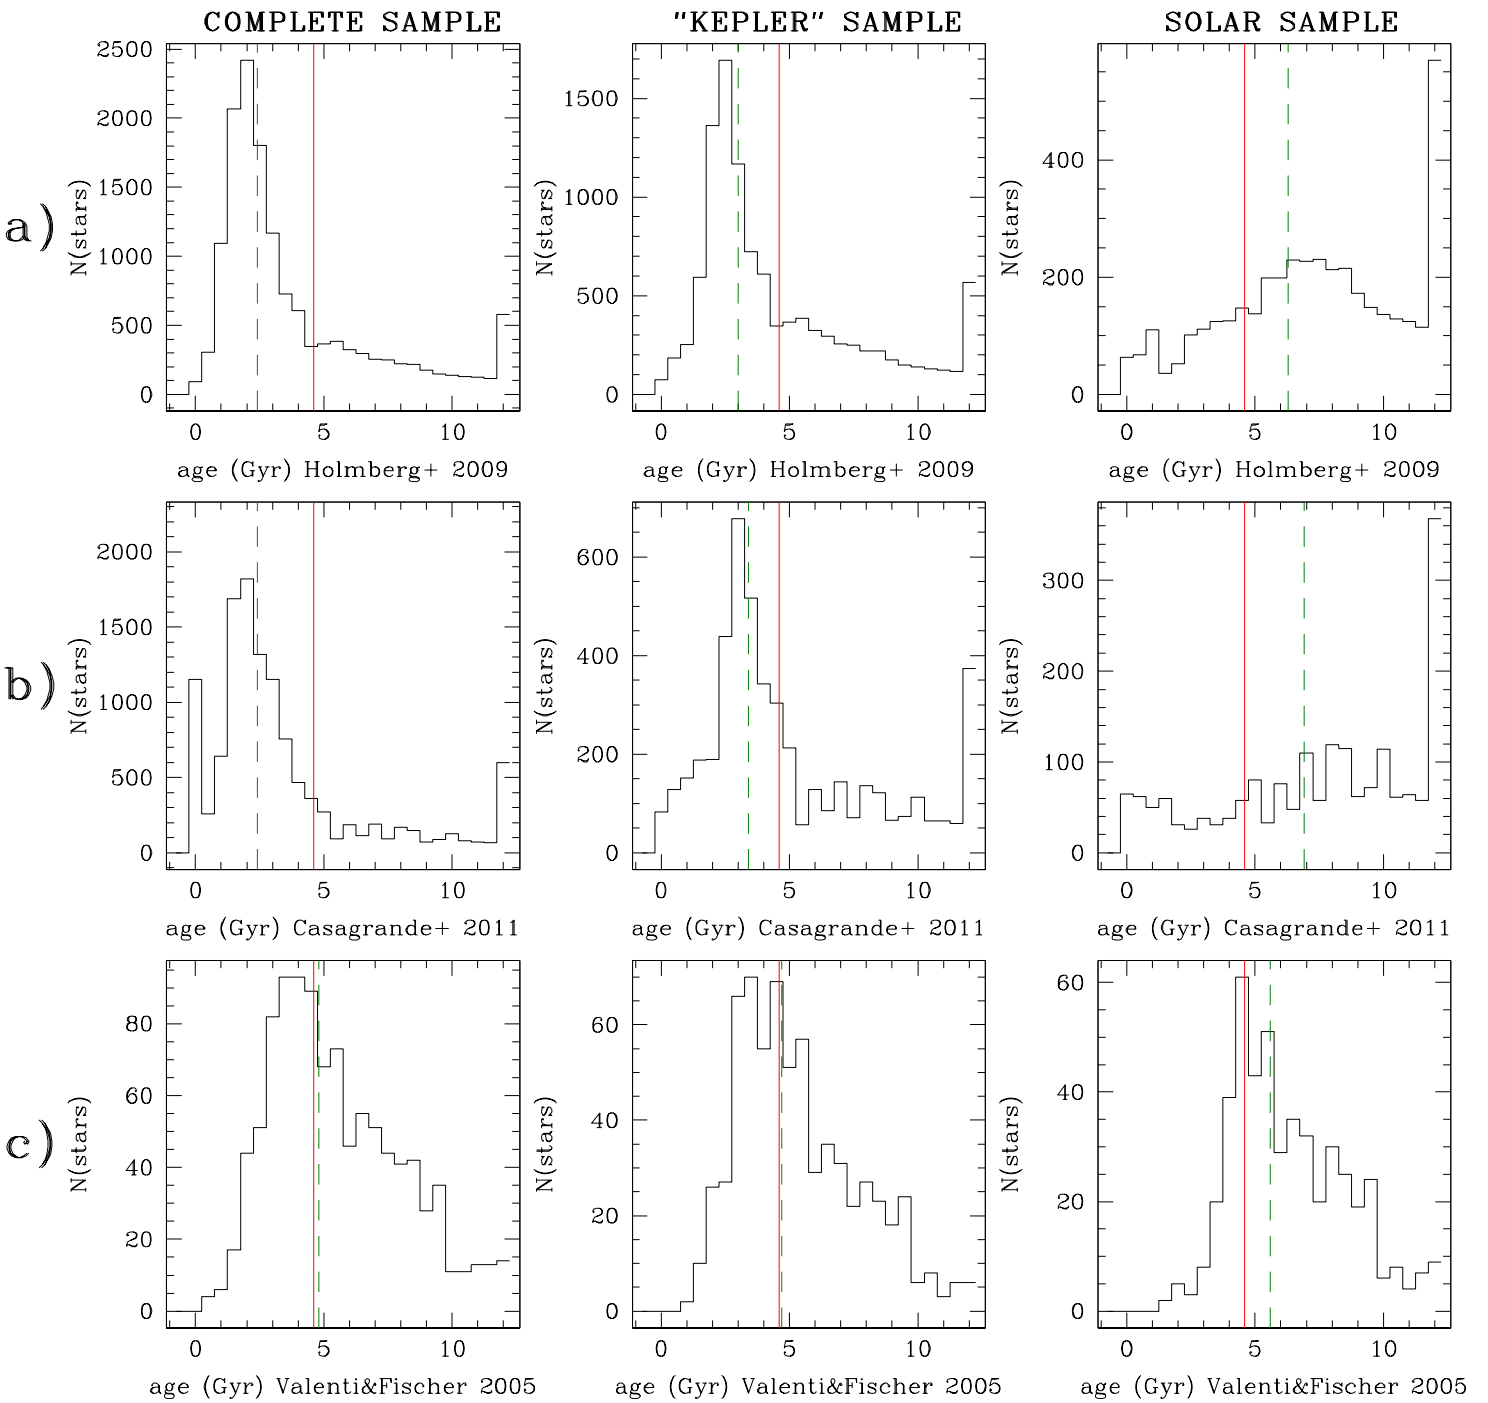 COMPLETE SAMPLE
"KEPLER" SAMPLE
SOLAR SAMPLE
a)
N(stars)
2500
2000
1500
1000
500
0
0 5 10
age (Gyr) Holmberg+ 2009
N(stars)
1500
1000
500
0
0 5 10
age (Gyr) Holmberg+ 2009
N(stars)
400
200
0
0 5 10
age (Gyr) Holmberg+ 2009
b)
N(stars)
2000
1500
1000
500
0
0 5 10
age (Gyr) Casagrande+ 2011
N(stars)
600
400
200
0
0 5 10
age (Gyr) Casagrande+ 2011
N(stars)
300
200
100
0
0 5 10
age (Gyr) Casagrande+ 2011
c)
N(stars)
80
60
40
20
0
0 5 10
age (Gyr) Valenti&Fischer 2005
N(stars)
60
40
20
0
0 5 10
age (Gyr) Valenti&Fischer 2005
N(stars)
60
40
20
0
0 5 10
age (Gyr) Valenti&Fischer 2005